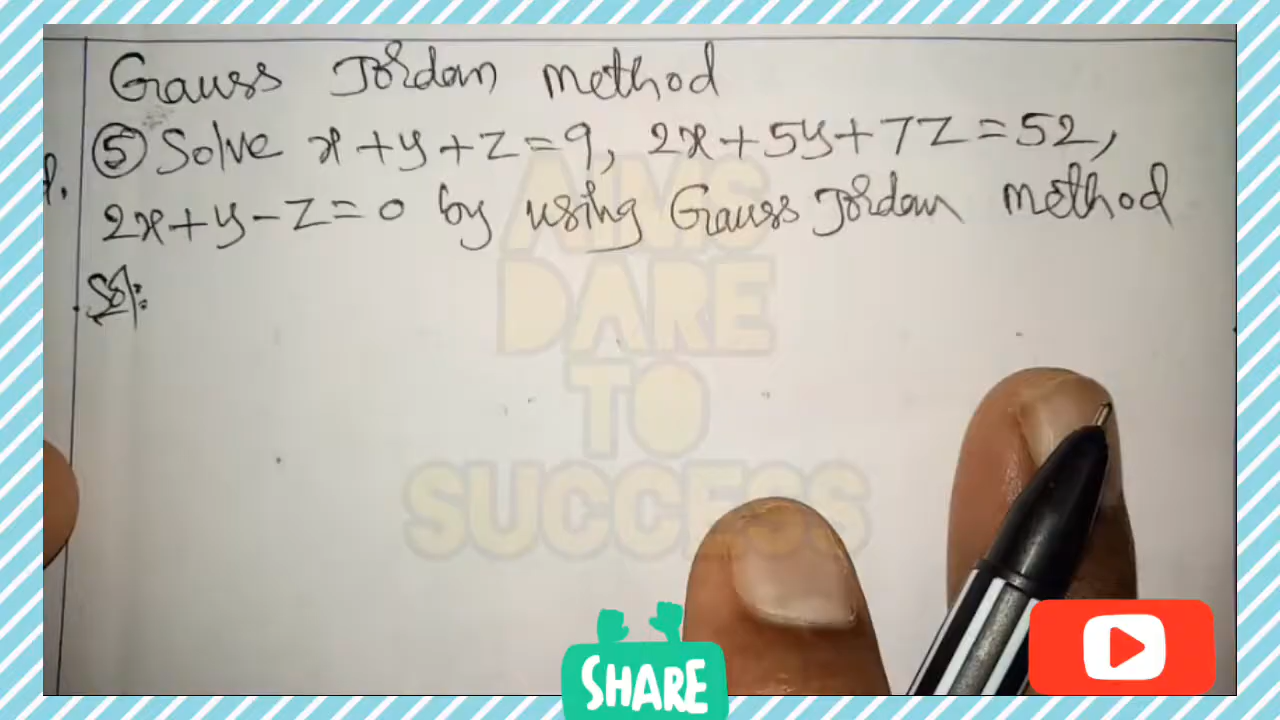 Gauss Jordan method
⑤ Solve x+y+z=9, 2x+5y+7z=52,
2x+y-z=0 by using Gauss Jordan method
Sol:
AIMS
DARE
TO
SUCCESS
SHARE